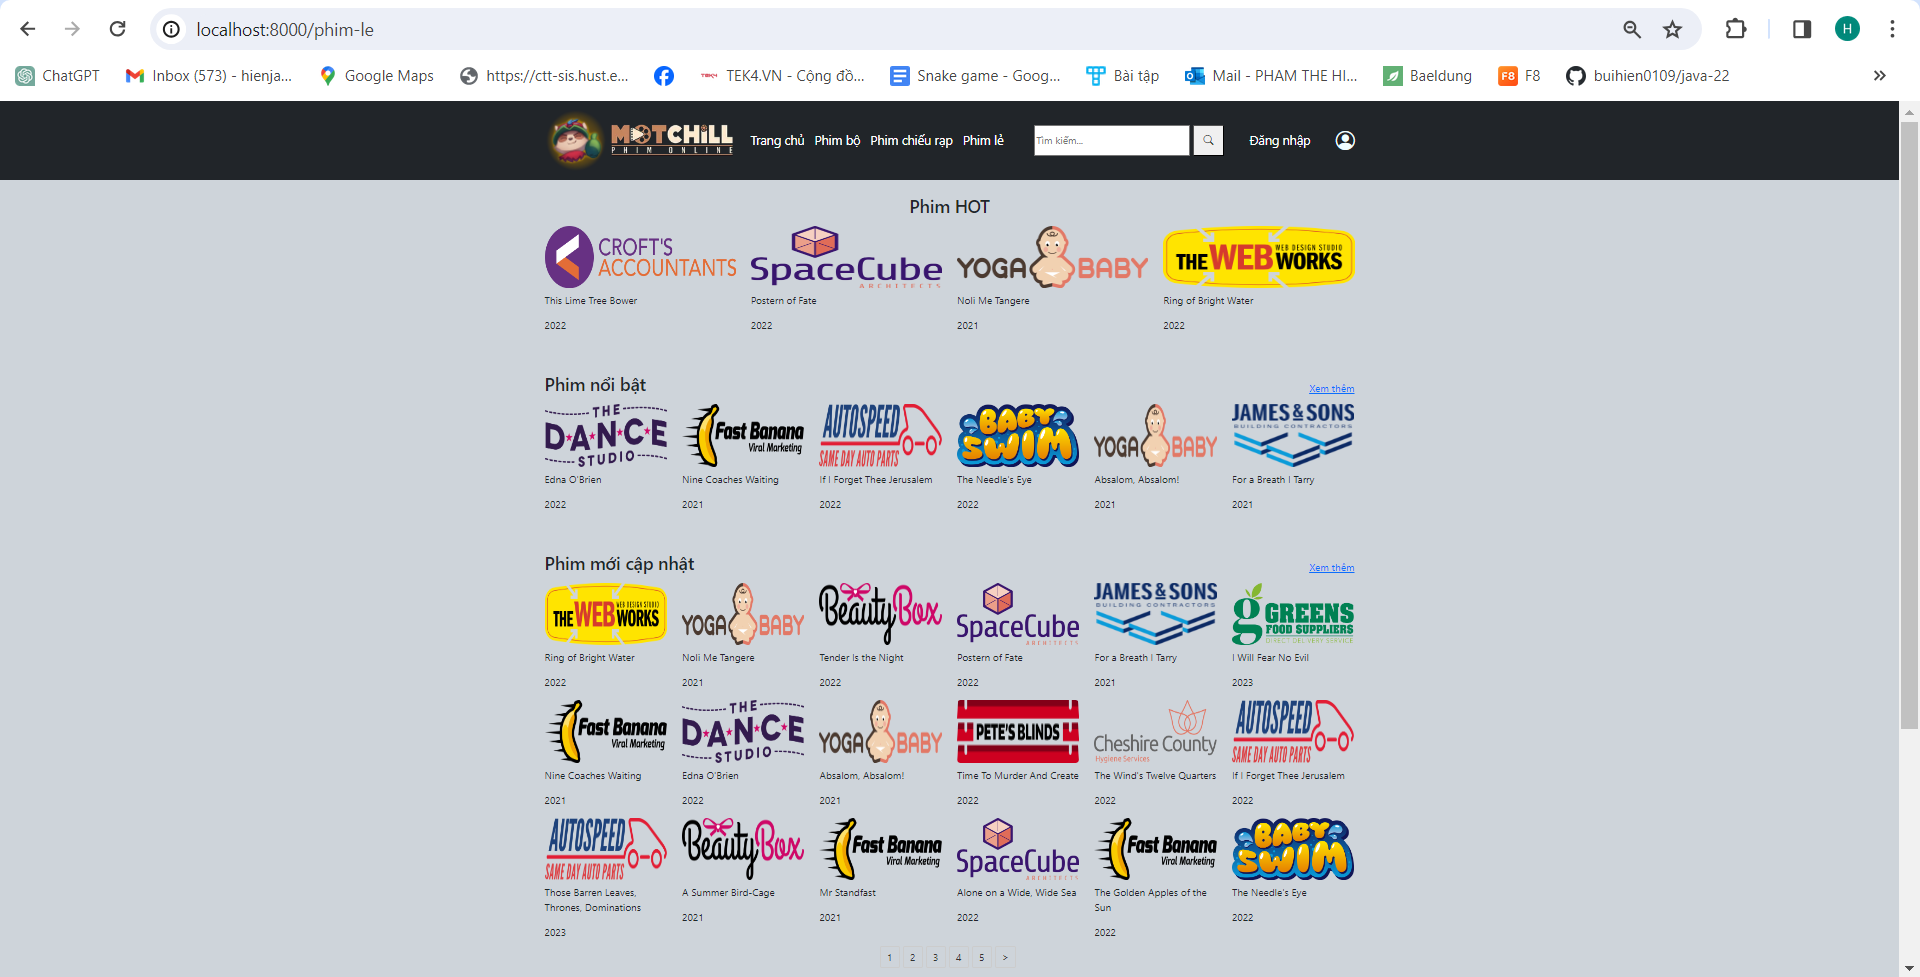 localhost:8000/phim-le
ChatGPT
Inbox (573) - hienja...
Google Maps
https://ctt-sis.hust.e...
TEK4.VN - Cộng đồ...
Snake game - Goog...
Bài tập
Mail - PHAM THE HI...
Baeldung
F8 F8
buihien0109/java-22
H
MOTCHILL
PHIM ONLINE
Trang chủ
Phim bộ
Phim chiếu rạp
Phim lẻ
Tìm kiếm...
Đăng nhập
Phim HOT
CROFT'S
ACCOUNTANTS
SpaceCube
ARCHITECTS
YOGA BABY
WEB DESIGN STUDIO
THE WEB WORKS
This Lime Tree Bower
Postern of Fate
Noli Me Tangere
Ring of Bright Water
2022
2022
2021
2022
Phim nổi bật
Xem thêm
THE
DANCE
STUDIO
Fast Banana
Viral Marketing
AUTOSPEED
SAME DAY AUTO PARTS
BABY
SWIM
YOGA BABY
JAMES & SONS
BUILDING CONTRACTORS
Edna O'Brien
Nine Coaches Waiting
If I Forget Thee Jerusalem
The Needle's Eye
Absalom, Absalom!
For a Breath I Tarry
2022
2021
2022
2022
2021
2021
Phim mới cập nhật
Xem thêm
WEB DESIGN STUDIO
THE WEB WORKS
YOGA BABY
Beauty Box
SpaceCube
ARCHITECTS
JAMES & SONS
BUILDING CONTRACTORS
GREENS
FOOD SUPPLIERS
DIRECT DELIVERY SERVICE
Ring of Bright Water
Noli Me Tangere
Tender Is the Night
Postern of Fate
For a Breath I Tarry
I Will Fear No Evil
2022
2021
2022
2022
2021
2023
Fast Banana
Viral Marketing
THE
DANCE
STUDIO
YOGA BABY
PETE'S BLINDS
Cheshire County
Hygiene Services
AUTOSPEED
SAME DAY AUTO PARTS
Nine Coaches Waiting
Edna O'Brien
Absalom, Absalom!
Time To Murder And Create
The Wind's Twelve Quarters
If I Forget Thee Jerusalem
2021
2022
2021
2022
2022
2022
AUTOSPEED
SAME DAY AUTO PARTS
Beauty Box
Fast Banana
Viral Marketing
SpaceCube
ARCHITECTS
Fast Banana
Viral Marketing
BABY
SWIM
Those Barren Leaves,
Thrones, Dominations
A Summer Bird-Cage
Mr Standfast
Alone on a Wide, Wide Sea
The Golden Apples of the
Sun
The Needle's Eye
2023
2021
2021
2022
2022
2022
1 2 3 4 5 >